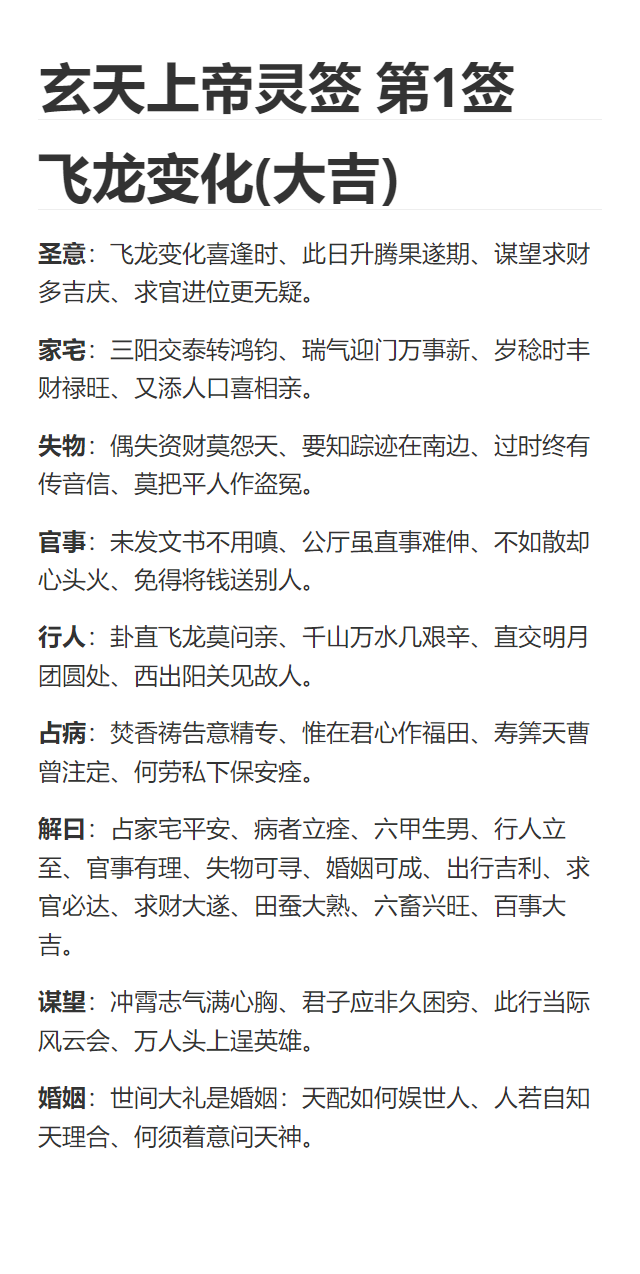 玄天上帝灵签 第1签
飞龙变化(大吉)
圣意：飞龙变化喜逢时、此日升腾果遂期、谋望求财
多吉庆、求官进位更无疑。
家宅：三阳交泰转鸿钧、瑞气迎门万事新、岁稔时丰
财禄旺、又添人口喜相亲。
失物：偶失资财莫怨天、要知踪迹在南边、过时终有
传音信、莫把平人作盗冤。
官事：未发文书不用嗔、公厅虽直事难伸、不如散却
心头火、免得将钱送别人。
行人：卦直飞龙莫问亲、千山万水几艰辛、直交明月
团圆处、西出阳关见故人。
占病：焚香祷告意精专、惟在君心作福田、寿筭天曹
曾注定、何劳私下保安痊。
解曰：占家宅平安、病者立痊、六甲生男、行人立
至、官事有理、失物可寻、婚姻可成、出行吉利、求
官必达、求财大遂、田蚕大熟、六畜兴旺、百事大
吉。
谋望：冲霄志气满心胸、君子应非久困穷、此行当际
风云会、万人头上逞英雄。
婚姻：世间大礼是婚姻：天配如何娱世人、人若自知
天理合、何须着意问天神。